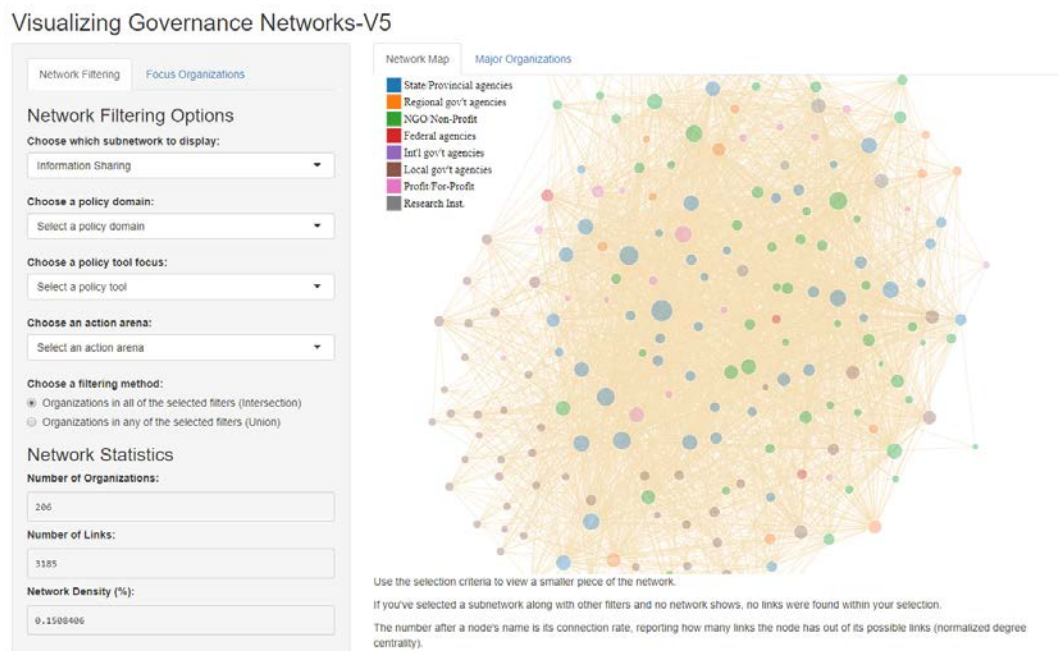 Visualizing Governance Networks-V5
Network Filtering
Focus Organizations
Network Filtering Options
Choose which subnetwork to display:
Information Sharing
Choose a policy domain:
Select a policy domain
Choose a policy tool focus:
Select a policy tool
Choose an action arena:
Select an action arena
Choose a filtering method:
Organizations in all of the selected filters (Intersection)
Organizations in any of the selected filters (Union)
Network Statistics
Number of Organizations:
206
Number of Links:
3185
Network Density (%):
0.1508406
Network Map
Major Organizations
State/Provincial agencies
Regional gov't agencies
NGO/Non-Profit
Federal agencies
Int'l gov't agencies
Local gov't agencies
Profit/For-Profit
Research Inst.
Use the selection criteria to view a smaller piece of the network.
If you've selected a subnetwork along with other filters and no network shows, no links were found within your selection.
The number after a node's name is its connection rate, reporting how many links the node has out of its possible links (normalized degree
centrality).